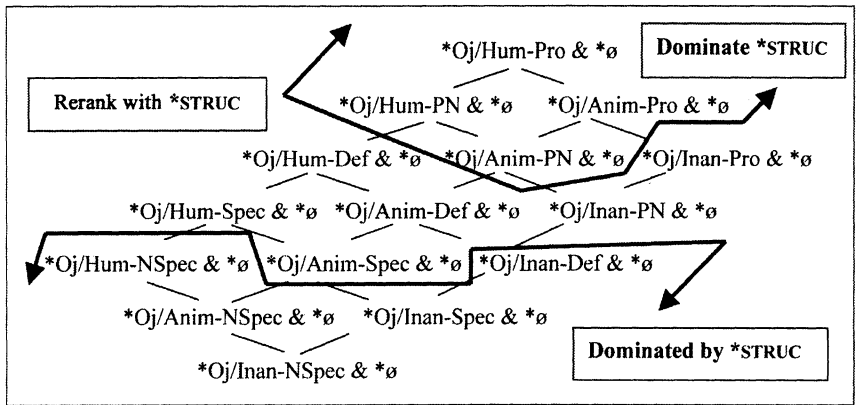 *Oj/Hum-Pro & *ø
Dominate *STRUC
Rerank with *STRUC
*Oj/Hum-PN & *ø *Oj/Anim-Pro & *ø
*Oj/Hum-Def & *ø *Oj/Anim-PN & *ø *Oj/Inan-Pro & *ø
*Oj/Hum-Spec & *ø *Oj/Anim-Def & *ø *Oj/Inan-PN & *ø
*Oj/Hum-NSpec & *ø *Oj/Anim-Spec & *ø *Oj/Inan-Def & *ø
*Oj/Anim-NSpec & *ø *Oj/Inan-Spec & *ø
Dominated by *STRUC
*Oj/Inan-NSpec & *ø